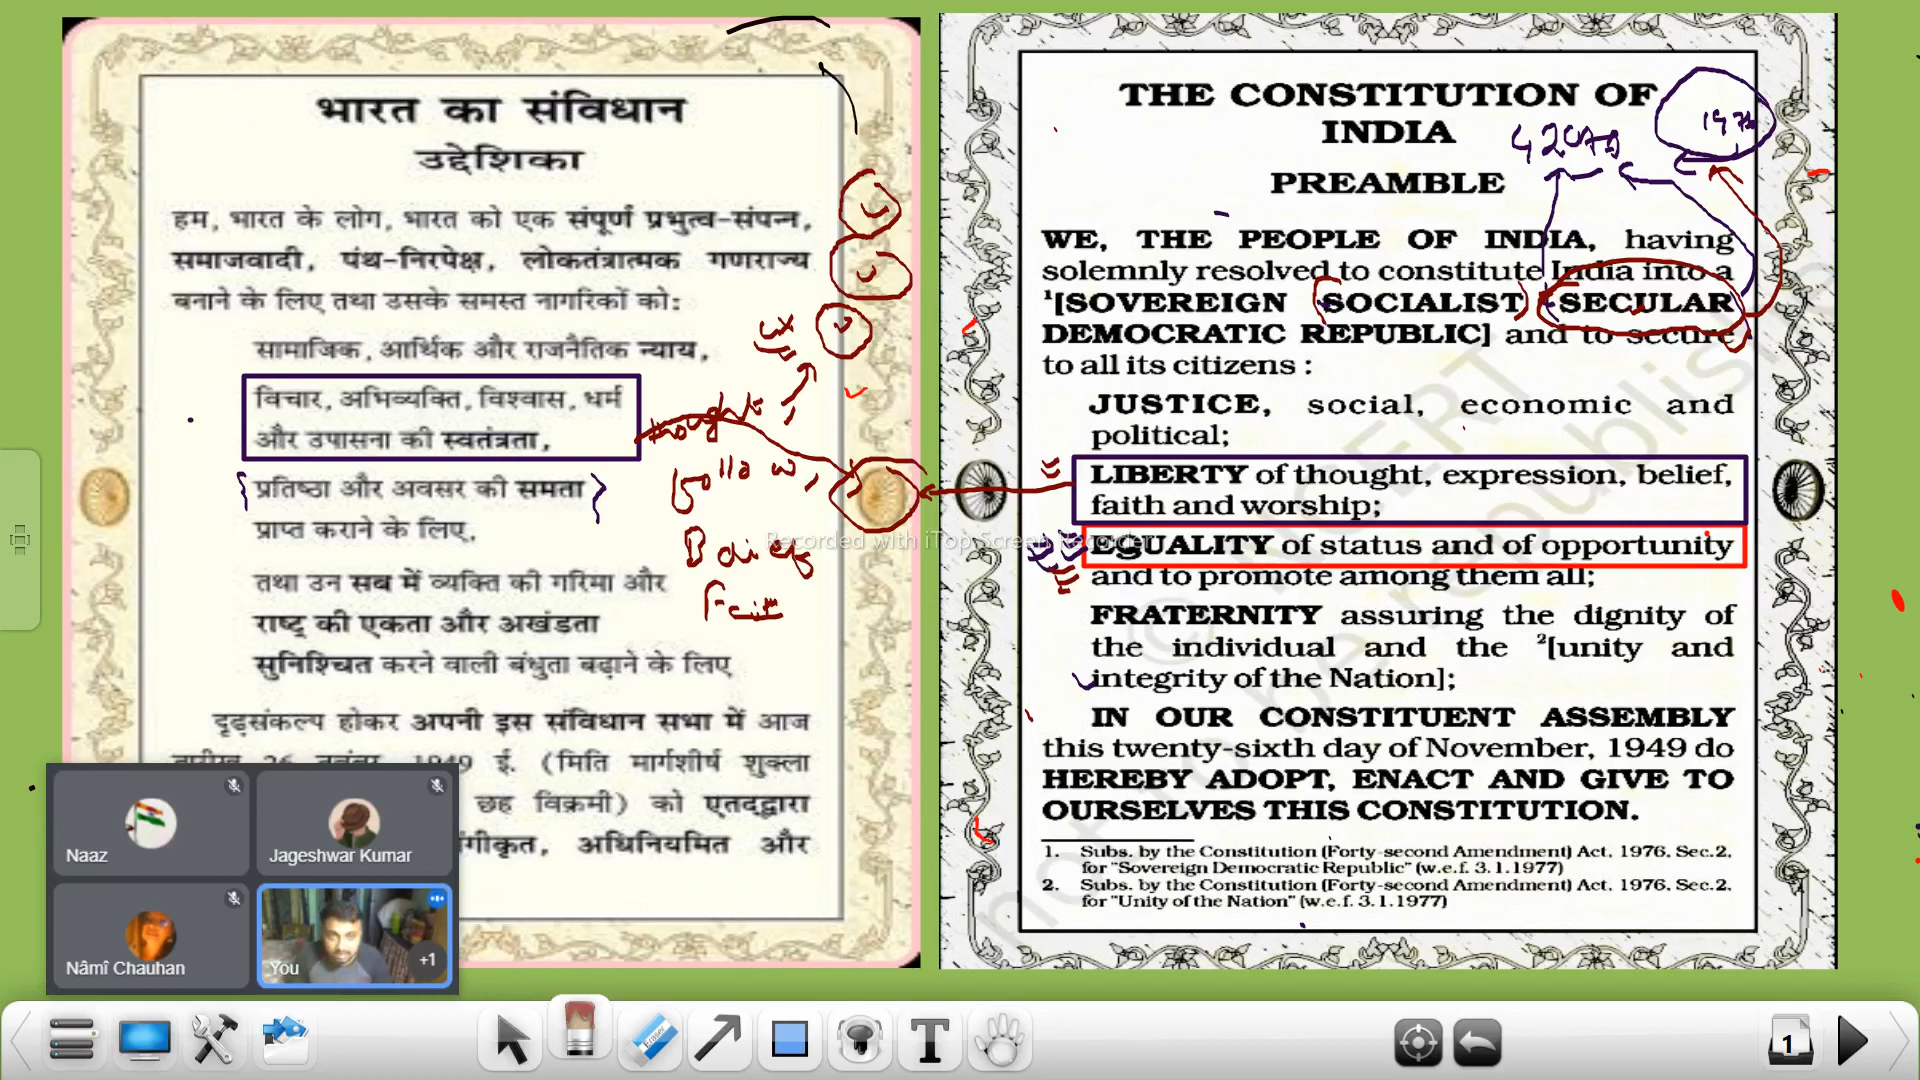 भारत का संविधान
उद्देशिका
हम, भारत के लोग, भारत को एक संपूर्ण प्रभुत्व-संपन्न,
समाजवादी, पंथ-निरपेक्ष, लोकतंत्रात्मक गणराज्य
बनाने के लिए तथा उसके समस्त नागरिकों को:
सामाजिक, आर्थिक और राजनैतिक न्याय,
विचार, अभिव्यक्ति, विश्वास, धर्म
और उपासना की स्वतंत्रता,
प्रतिष्ठा और अवसर की समता
प्राप्त कराने के लिए,
तथा उन सब में व्यक्ति की गरिमा और
राष्ट्र की एकता और अखंडता
सुनिश्चित करने वाली बंधुता बढ़ाने के लिए
दृढ़संकल्प होकर अपनी इस संविधान सभा में आज
ई. (मिति मार्गशीर्ष शुक्ला
छह विक्रमी) को एतद्द्वारा
अधिनियमित और
thought
follow,
THE CONSTITUTION OF
INDIA
PREAMBLE
WE, THE PEOPLE OF INDIA, having
solemnly resolved to constitute India into a
1[SOVEREIGN SOCIALIST SECULAR
DEMOCRATIC REPUBLIC] and to secure
to all its citizens :
JUSTICE, social, economic and
political;
LIBERTY of thought, expression, belief,
faith and worship;
EQUALITY of status and of opportunity
and to promote among them all;
FRATERNITY assuring the dignity of
the individual and the 2[unity and
integrity of the Nation];
IN OUR CONSTITUENT ASSEMBLY
this twenty-sixth day of November, 1949 do
HEREBY ADOPT, ENACT AND GIVE TO
OURSELVES THIS CONSTITUTION.
1. Subs. by the Constitution (Forty-second Amendment) Act, 1976, Sec.2,
for "Sovereign Democratic Republic" (w.e.f. 3.1.1977)
2. Subs. by the Constitution (Forty-second Amendment) Act, 1976, Sec.2,
for "Unity of the Nation" (w.e.f. 3.1.1977)
Recorded with iTop Screen Recorder
Naaz
Jageshwar Kumar
Nâmî Chauhan
You
+1
Eraser
T
1